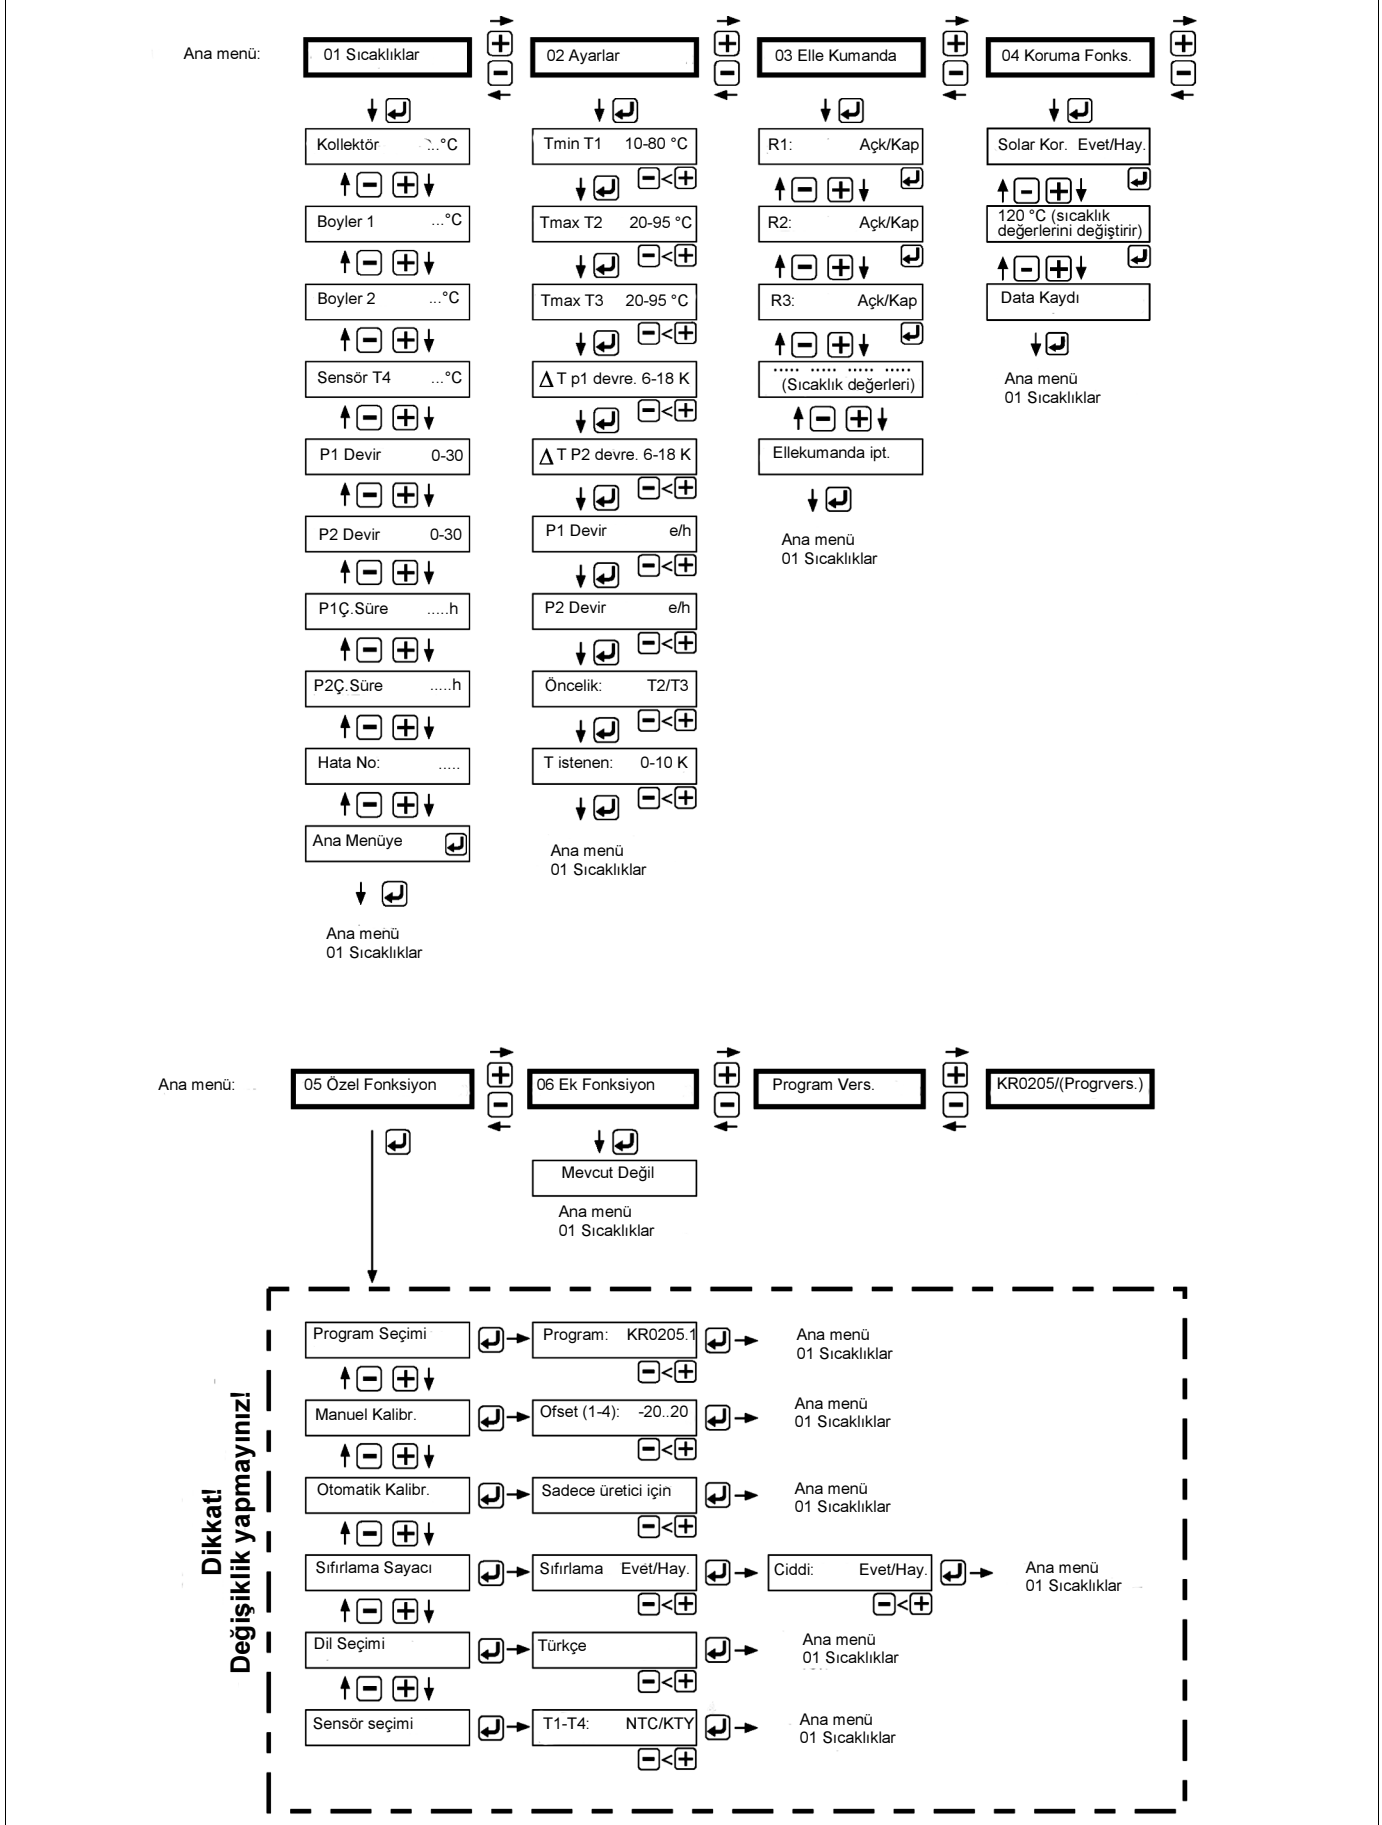 Ana menü:
01 Sıcaklıklar
02 Ayarlar
03 Elle Kumanda
04 Koruma Fonks.
Kollektör ...°C
Boyler 1 ...°C
Boyler 2 ...°C
Sensör T4 ...°C
P1 Devir 0-30
P2 Devir 0-30
P1Ç.Süre .....h
P2Ç.Süre .....h
Hata No: .....
Ana Menüye
Ana menü
01 Sıcaklıklar
Tmin T1 10-80 °C
Tmax T2 20-95 °C
Tmax T3 20-95 °C
Δ T p1 devre. 6-18 K
Δ T P2 devre. 6-18 K
P1 Devir e/h
P2 Devir e/h
Öncelik: T2/T3
T istenen: 0-10 K
Ana menü
01 Sıcaklıklar
R1: Açk/Kap
R2: Açk/Kap
R3: Açk/Kap
..... ..... ..... .....
(Sıcaklık değerleri)
Ellekumanda ipt.
Ana menü
01 Sıcaklıklar
Solar Kor. Evet/Hay.
120 °C (sıcaklık
değerlerini değiştirir)
Data Kaydı
Ana menü
01 Sıcaklıklar
Ana menü:
05 Özel Fonksiyon
06 Ek Fonksiyon
Program Vers.
KR0205/(Progrvers.)
Mevcut Değil
Ana menü
01 Sıcaklıklar
Dikkat!
Değişiklik yapmayınız!
Program Seçimi
Program: KR0205.1
Ana menü
01 Sıcaklıklar
Manuel Kalibr.
Ofset (1-4): -20..20
Ana menü
01 Sıcaklıklar
Otomatik Kalibr.
Sadece üretici için
Ana menü
01 Sıcaklıklar
Sıfırlama Sayacı
Sıfırlama Evet/Hay.
Ciddi: Evet/Hay.
Ana menü
01 Sıcaklıklar
Dil Seçimi
Türkçe
Ana menü
01 Sıcaklıklar
Sensör seçimi
T1-T4: NTC/KTY
Ana menü
01 Sıcaklıklar